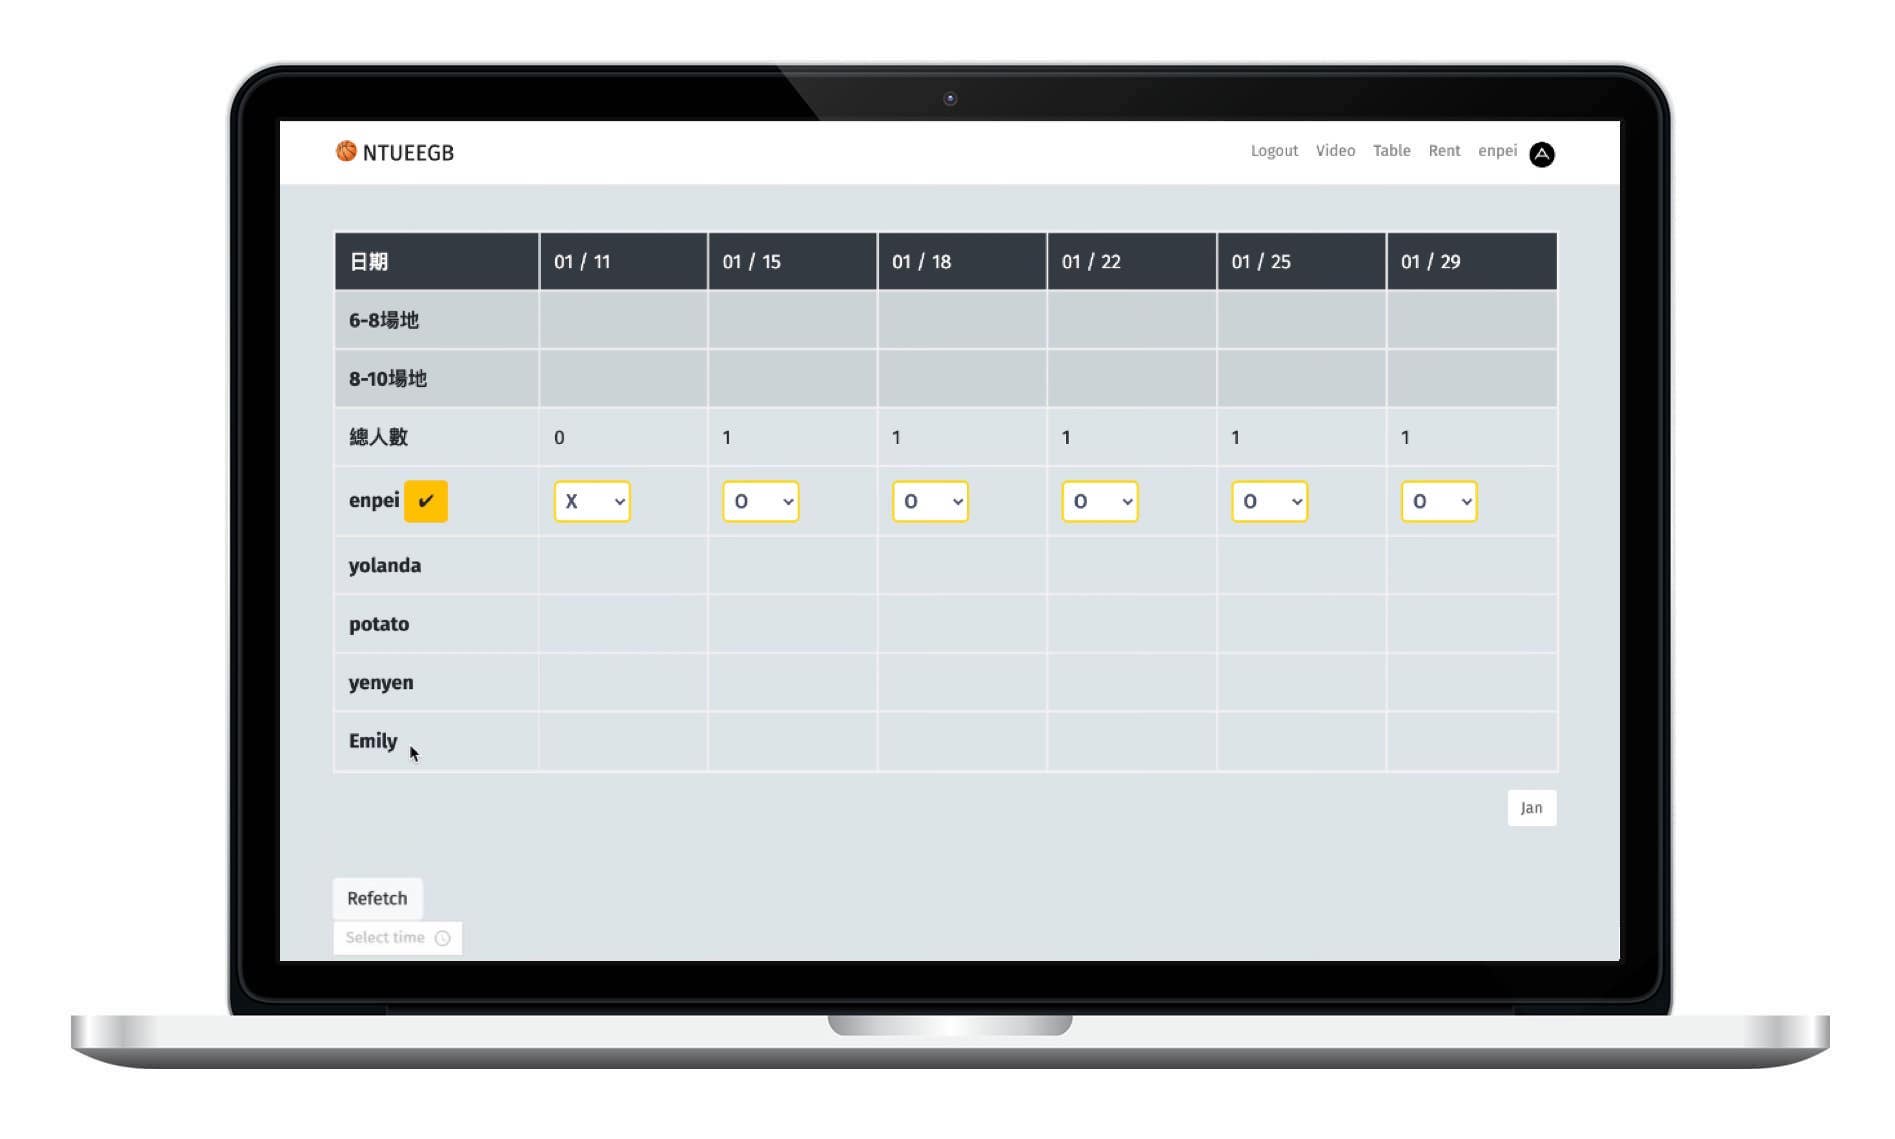 NTUEEGB
Logout Video Table Rent enpei
日期 01 / 11 01 / 15 01 / 18 01 / 22 01 / 25 01 / 29
6-8場地
8-10場地
總人數 0 1 1 1 1 1
enpei ✔ X O O O O O
yolanda
potato
yenyen
Emily
Jan
Refetch
Select time